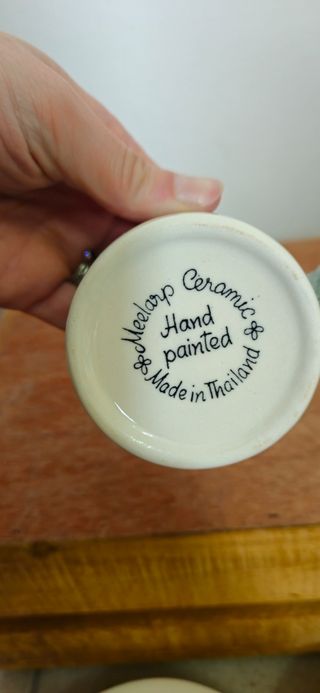 Meelarp Ceramic
Hand
painted
Made in Thailand